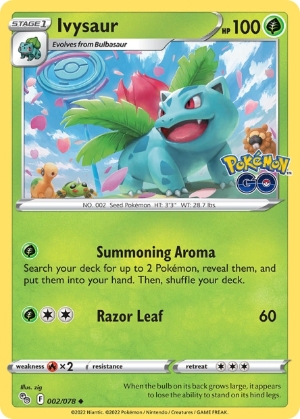 STAGE 1
Ivysaur
HP 100
Evolves from Bulbasaur
Pokémon
GO
NO. 002 Seed Pokémon HT: 3'3" WT: 28.7 lbs.
Summoning Aroma
Search your deck for up to 2 Pokémon, reveal them, and
put them into your hand. Then, shuffle your deck.
Razor Leaf 60
weakness ×2 resistance retreat
Illus. zig
F 002/078
When the bulb on its back grows large, it appears
to lose the ability to stand on its hind legs.
©2022 Niantic. ©2022 Pokémon / Nintendo / Creatures / GAME FREAK.